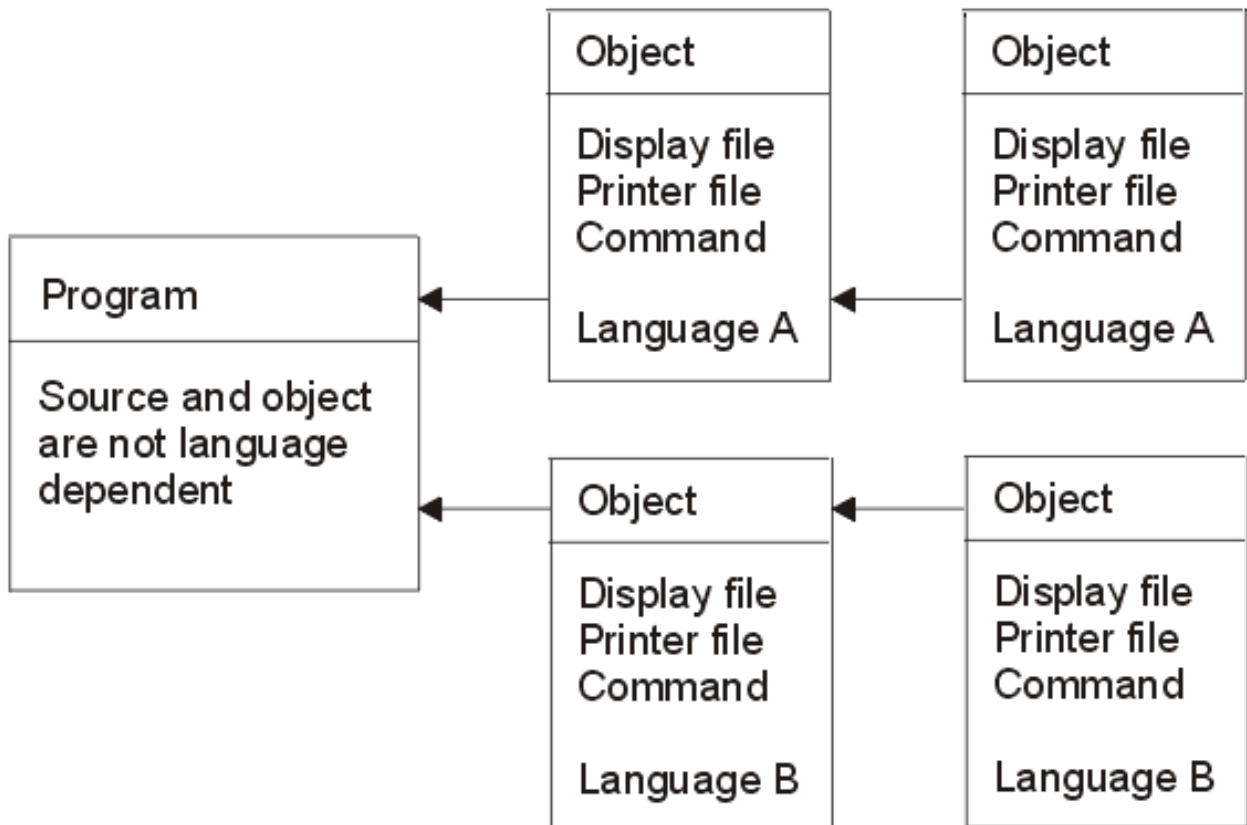 Program
Source and object
are not language
dependent
Object
Display file
Printer file
Command
Language A
Object
Display file
Printer file
Command
Language A
Object
Display file
Printer file
Command
Language B
Object
Display file
Printer file
Command
Language B